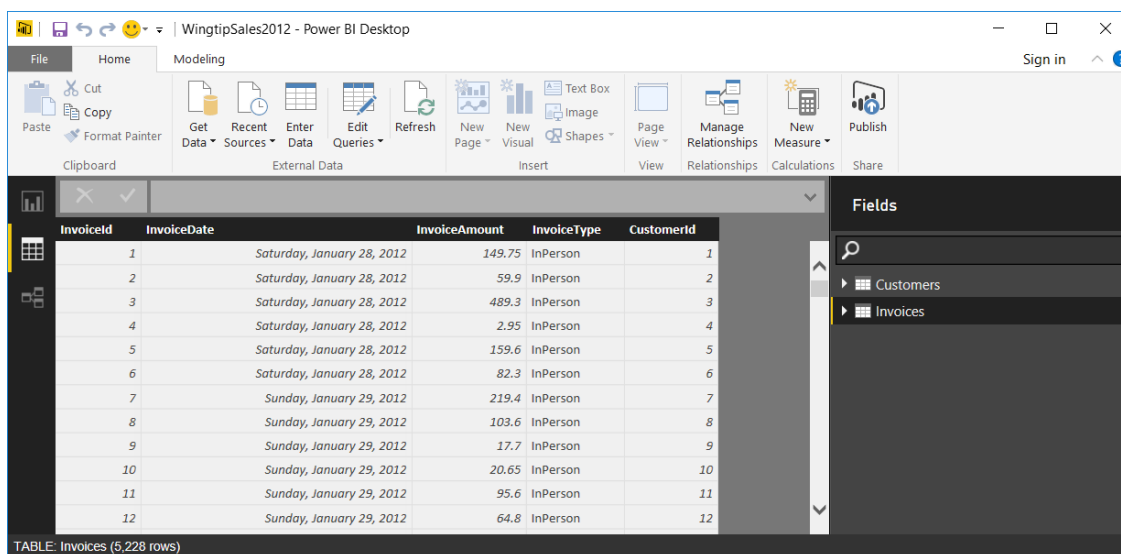 WingtipSales2012 - Power BI Desktop
File Home Modeling Sign in
Paste
Cut
Copy
Format Painter
Clipboard
Get Data
Recent Sources
Enter Data
Edit Queries
Refresh
External Data
New Page
New Visual
Text Box
Image
Shapes
Insert
Page View
View
Manage Relationships
Relationships
New Measure
Calculations
Publish
Share
Fields
Customers
Invoices
InvoiceId InvoiceDate InvoiceAmount InvoiceType CustomerId
1 Saturday, January 28, 2012 149.75 InPerson 1
2 Saturday, January 28, 2012 59.9 InPerson 2
3 Saturday, January 28, 2012 489.3 InPerson 3
4 Saturday, January 28, 2012 2.95 InPerson 4
5 Saturday, January 28, 2012 159.6 InPerson 5
6 Saturday, January 28, 2012 82.3 InPerson 6
7 Sunday, January 29, 2012 219.4 InPerson 7
8 Sunday, January 29, 2012 103.6 InPerson 8
9 Sunday, January 29, 2012 17.7 InPerson 9
10 Sunday, January 29, 2012 20.65 InPerson 10
11 Sunday, January 29, 2012 95.6 InPerson 11
12 Sunday, January 29, 2012 64.8 InPerson 12
TABLE: Invoices (5,228 rows)